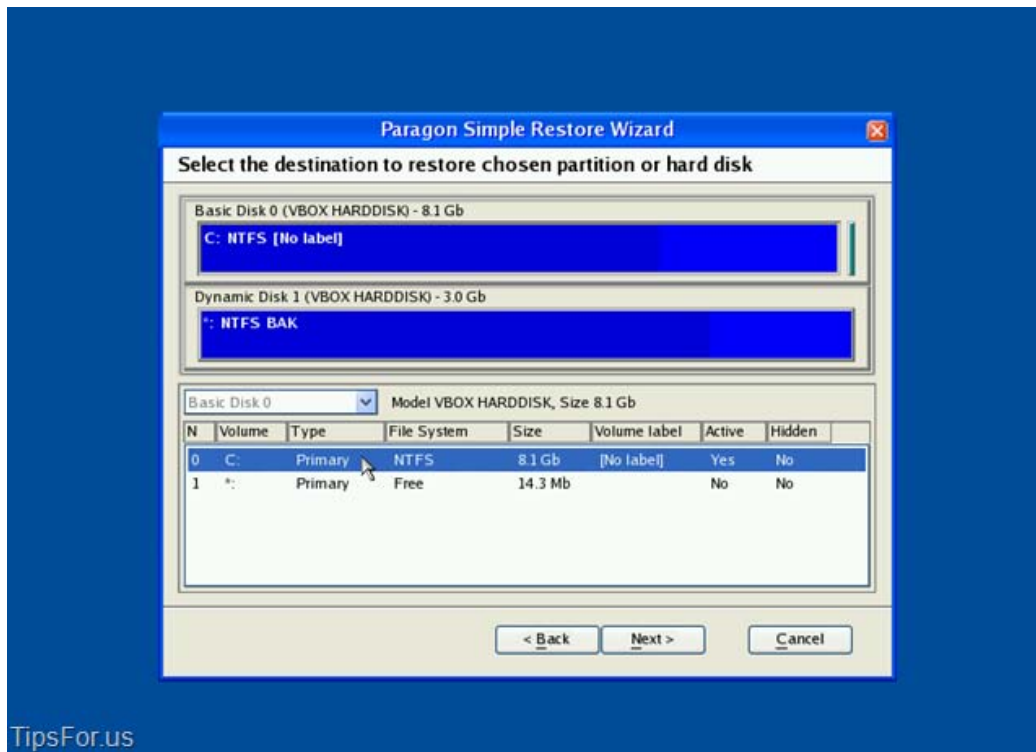 Paragon Simple Restore Wizard
Select the destination to restore chosen partition or hard disk
Basic Disk 0 (VBOX HARDDISK) - 8.1 Gb
C: NTFS [No label]
Dynamic Disk 1 (VBOX HARDDISK) - 3.0 Gb
*: NTFS BAK
Basic Disk 0 Model VBOX HARDDISK, Size 8.1 Gb
N Volume Type File System Size Volume label Active Hidden
0 C: Primary NTFS 8.1 Gb [No label] Yes No
1 *: Primary Free 14.3 Mb No No
< Back Next > Cancel
TipsFor.us